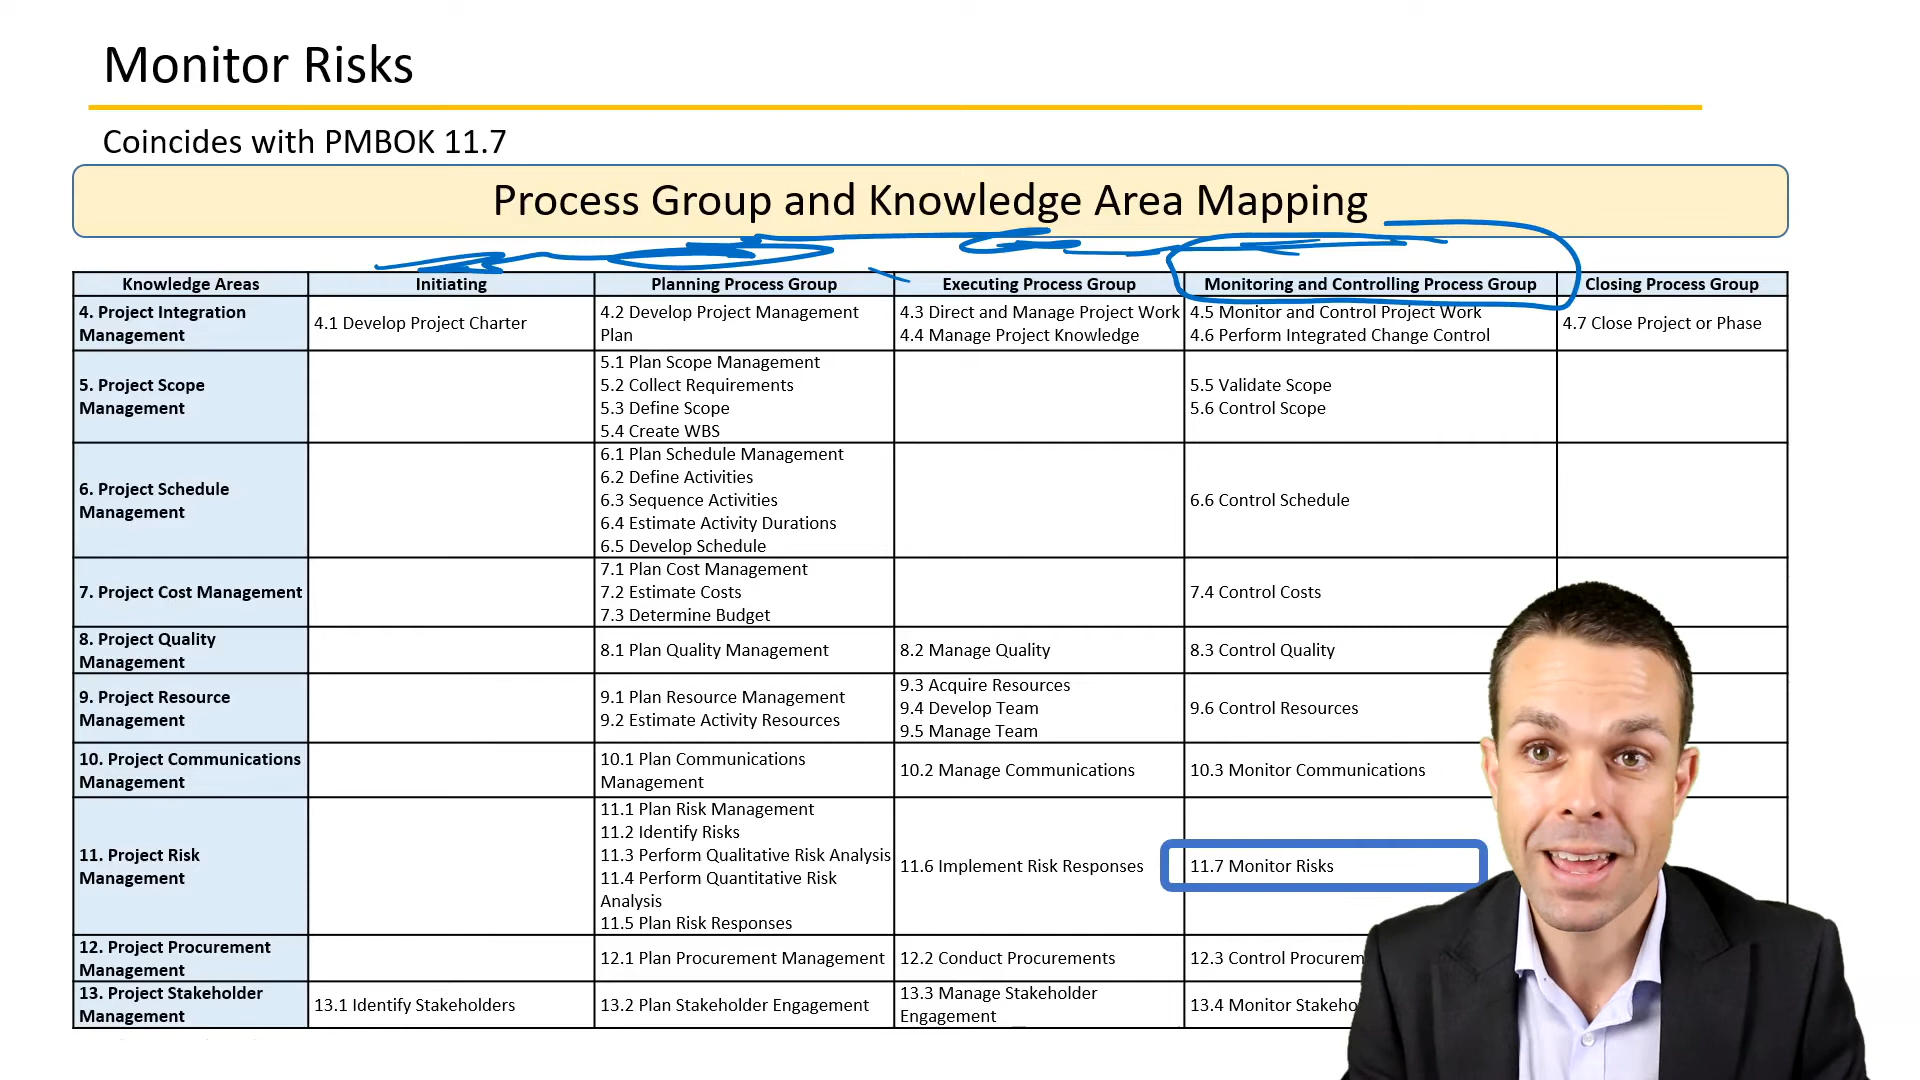 Monitor Risks
Coincides with PMBOK 11.7
Process Group and Knowledge Area Mapping
Knowledge Areas
Initiating
Planning Process Group
Executing Process Group
Monitoring and Controlling Process Group
Closing Process Group
4. Project Integration
Management
4.1 Develop Project Charter
4.2 Develop Project Management
Plan
4.3 Direct and Manage Project Work
4.4 Manage Project Knowledge
4.5 Monitor and Control Project Work
4.6 Perform Integrated Change Control
4.7 Close Project or Phase
5. Project Scope
Management
5.1 Plan Scope Management
5.2 Collect Requirements
5.3 Define Scope
5.4 Create WBS
5.5 Validate Scope
5.6 Control Scope
6. Project Schedule
Management
6.1 Plan Schedule Management
6.2 Define Activities
6.3 Sequence Activities
6.4 Estimate Activity Durations
6.5 Develop Schedule
6.6 Control Schedule
7. Project Cost Management
7.1 Plan Cost Management
7.2 Estimate Costs
7.3 Determine Budget
7.4 Control Costs
8. Project Quality
Management
8.1 Plan Quality Management
8.2 Manage Quality
8.3 Control Quality
9. Project Resource
Management
9.1 Plan Resource Management
9.2 Estimate Activity Resources
9.3 Acquire Resources
9.4 Develop Team
9.5 Manage Team
9.6 Control Resources
10. Project Communications
Management
10.1 Plan Communications
Management
10.2 Manage Communications
10.3 Monitor Communications
11. Project Risk
Management
11.1 Plan Risk Management
11.2 Identify Risks
11.3 Perform Qualitative Risk Analysis
11.4 Perform Quantitative Risk
Analysis
11.5 Plan Risk Responses
11.6 Implement Risk Responses
11.7 Monitor Risks
12. Project Procurement
Management
12.1 Plan Procurement Management
12.2 Conduct Procurements
12.3 Control
13. Project Stakeholder
Management
13.1 Identify Stakeholders
13.2 Plan Stakeholder Engagement
13.3 Manage Stakeholder
Engagement
13.4 Monitor